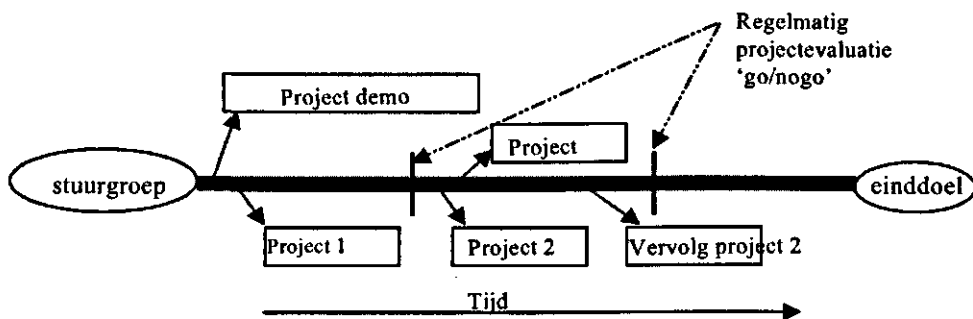 Regelmatig
projectevaluatie
‘go/nogo’
Project demo
Project
stuurgroep
einddoel
Project 1
Project 2
Vervolg project 2
Tijd